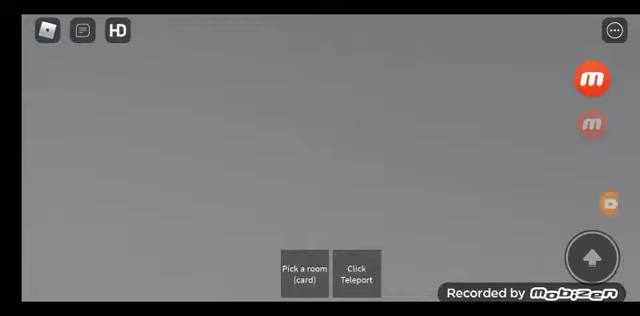 HD
m
m
Pick a room
(card)
Click
Teleport
Recorded by mobizen